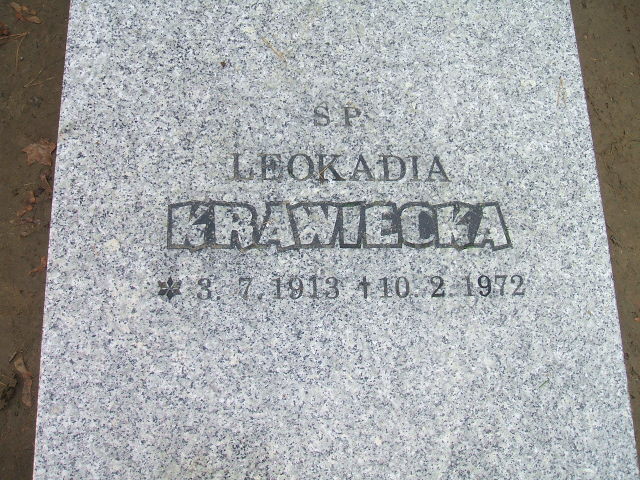 S P
LEOKADIA
KRAWIECKA
* 3. 7. 1913 † 10. 2. 1972